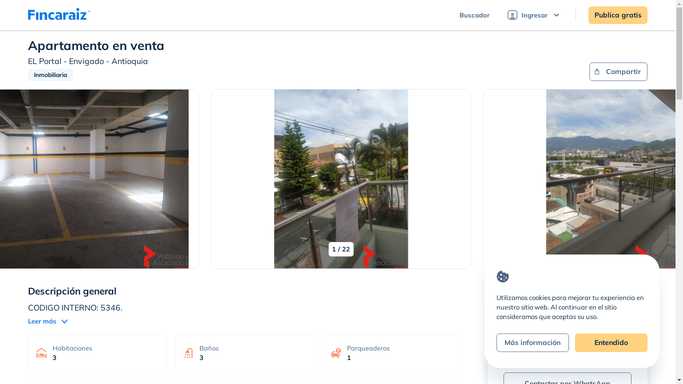 Fincaraiz
Buscador
Ingresar
Publica gratis
Apartamento en venta
EL Portal - Envigado - Antioquia
Inmobiliaria
Compartir
1 / 22
Descripción general
CODIGO INTERNO: 5346.
Leer más
Habitaciones
3
Baños
3
Parqueaderos
1
Utilizamos cookies para mejorar tu experiencia en
nuestro sitio web. Al continuar en el sitio
consideramos que aceptas su uso.
Más información
Entendido
Contactar por WhatsApp